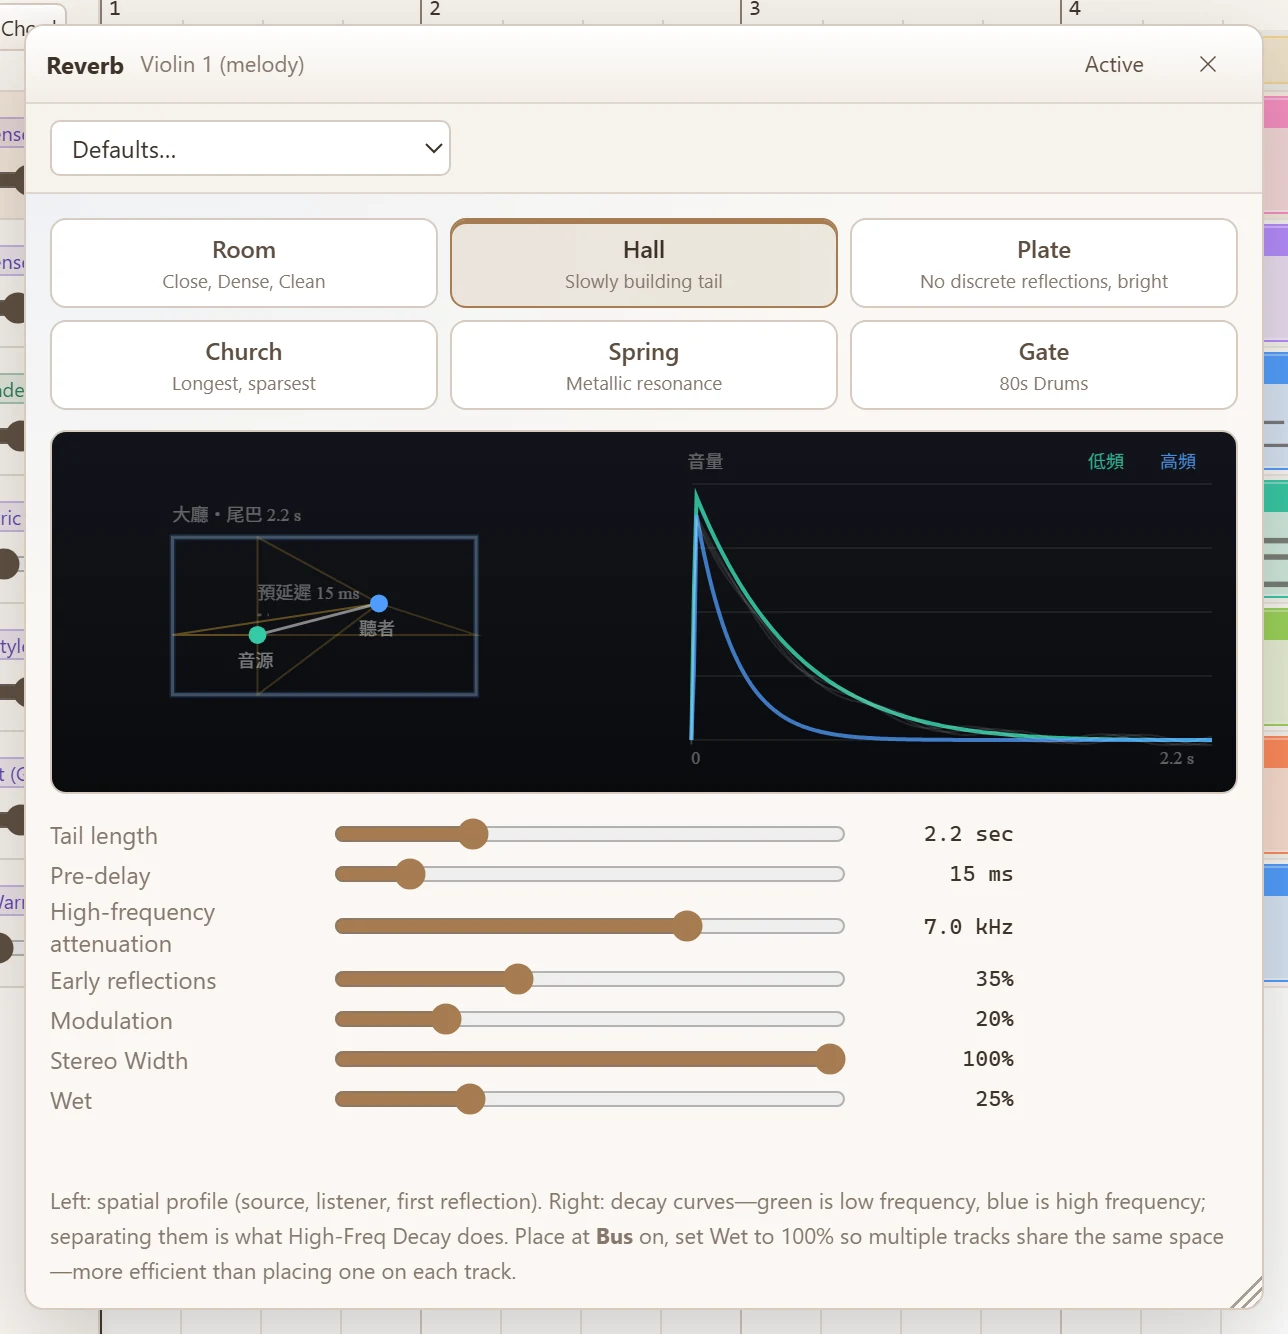 1
2
3
4
Reverb Violin 1 (melody)
Active
Defaults...
Room
Close, Dense, Clean
Hall
Slowly building tail
Plate
No discrete reflections, bright
Church
Longest, sparsest
Spring
Metallic resonance
Gate
80s Drums
大廳・尾巴 2.2 s
預延遲 15 ms
聽者
音源
音量
低頻
高頻
0
2.2 s
Tail length
2.2 sec
Pre-delay
15 ms
High-frequency
attenuation
7.0 kHz
Early reflections
35%
Modulation
20%
Stereo Width
100%
Wet
25%
Left: spatial profile (source, listener, first reflection). Right: decay curves—green is low frequency, blue is high frequency;
separating them is what High-Freq Decay does. Place at Bus on, set Wet to 100% so multiple tracks share the same space
—more efficient than placing one on each track.